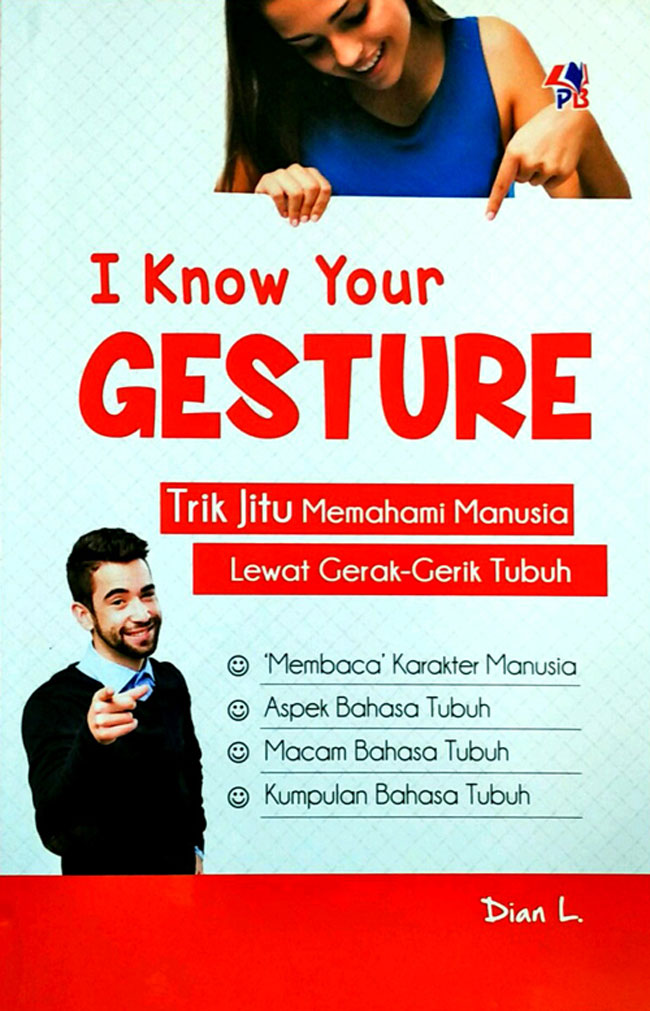 PB
I Know Your
GESTURE
Trik Jitu Memahami Manusia
Lewat Gerak-Gerik Tubuh
'Membaca' Karakter Manusia
Aspek Bahasa Tubuh
Macam Bahasa Tubuh
Kumpulan Bahasa Tubuh
Dian L.